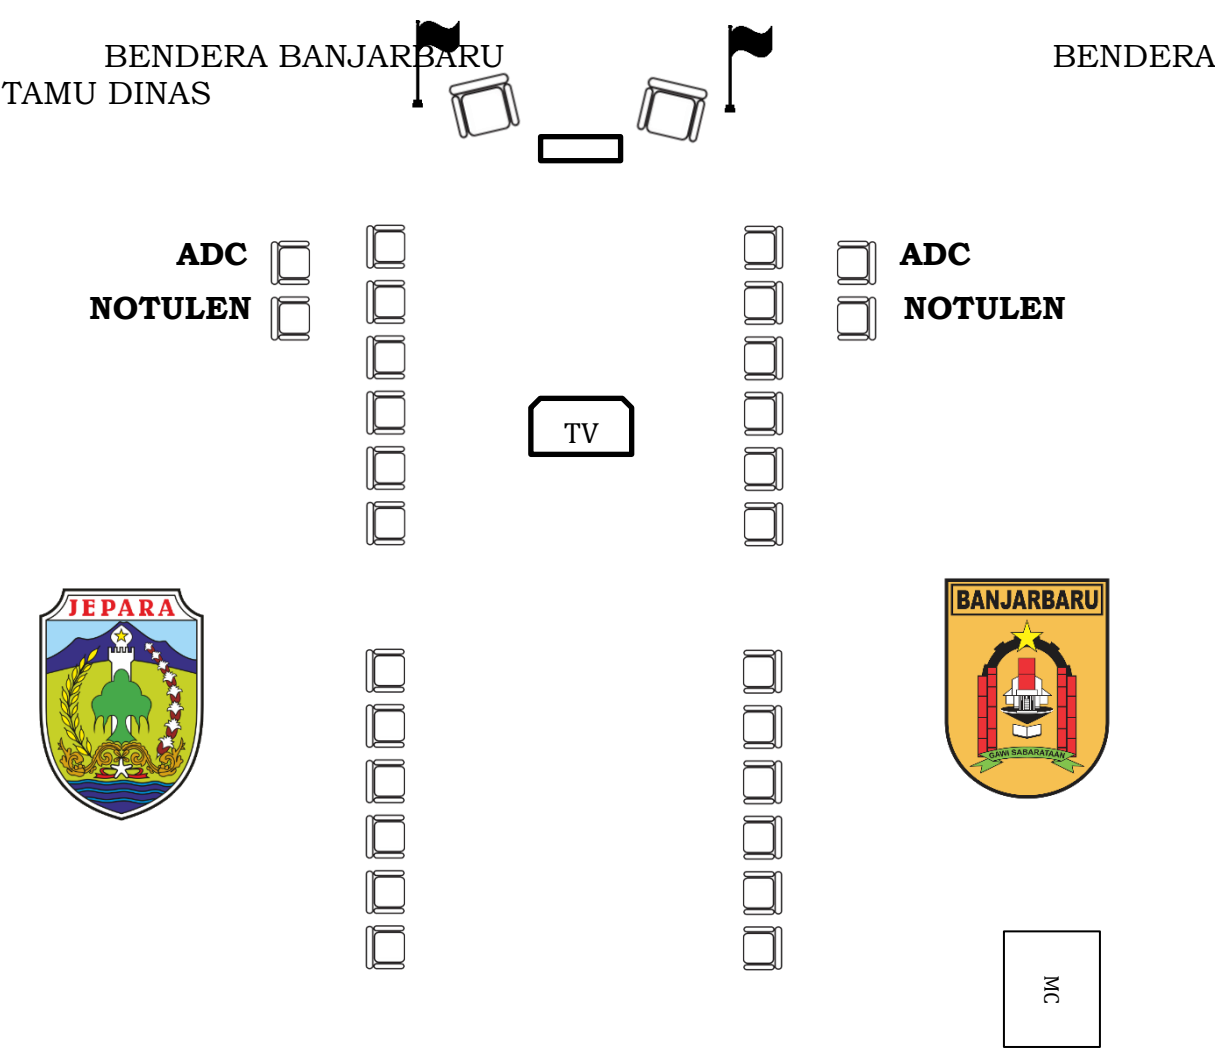 BENDERA BANJARBARU BENDERA
TAMU DINAS
ADC ADC
NOTULEN NOTULEN
TV
JEPARA
BANJARBARU
GAWI SABARATAAN
MC